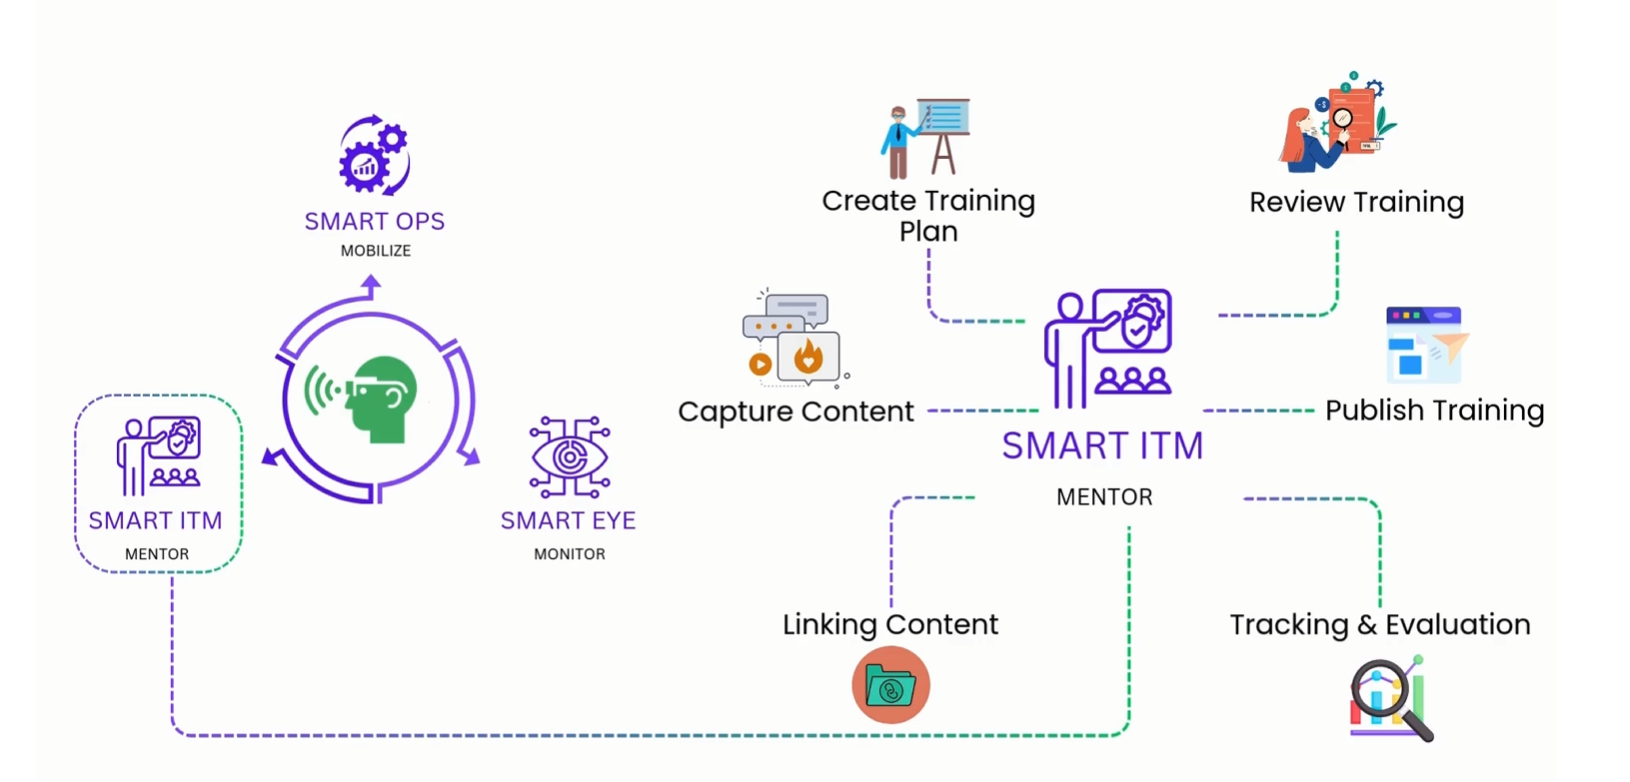 SMART OPS
MOBILIZE
SMART ITM
MENTOR
SMART EYE
MONITOR
Create Training
Plan
Review Training
Capture Content
Publish Training
SMART ITM
MENTOR
Linking Content
Tracking & Evaluation